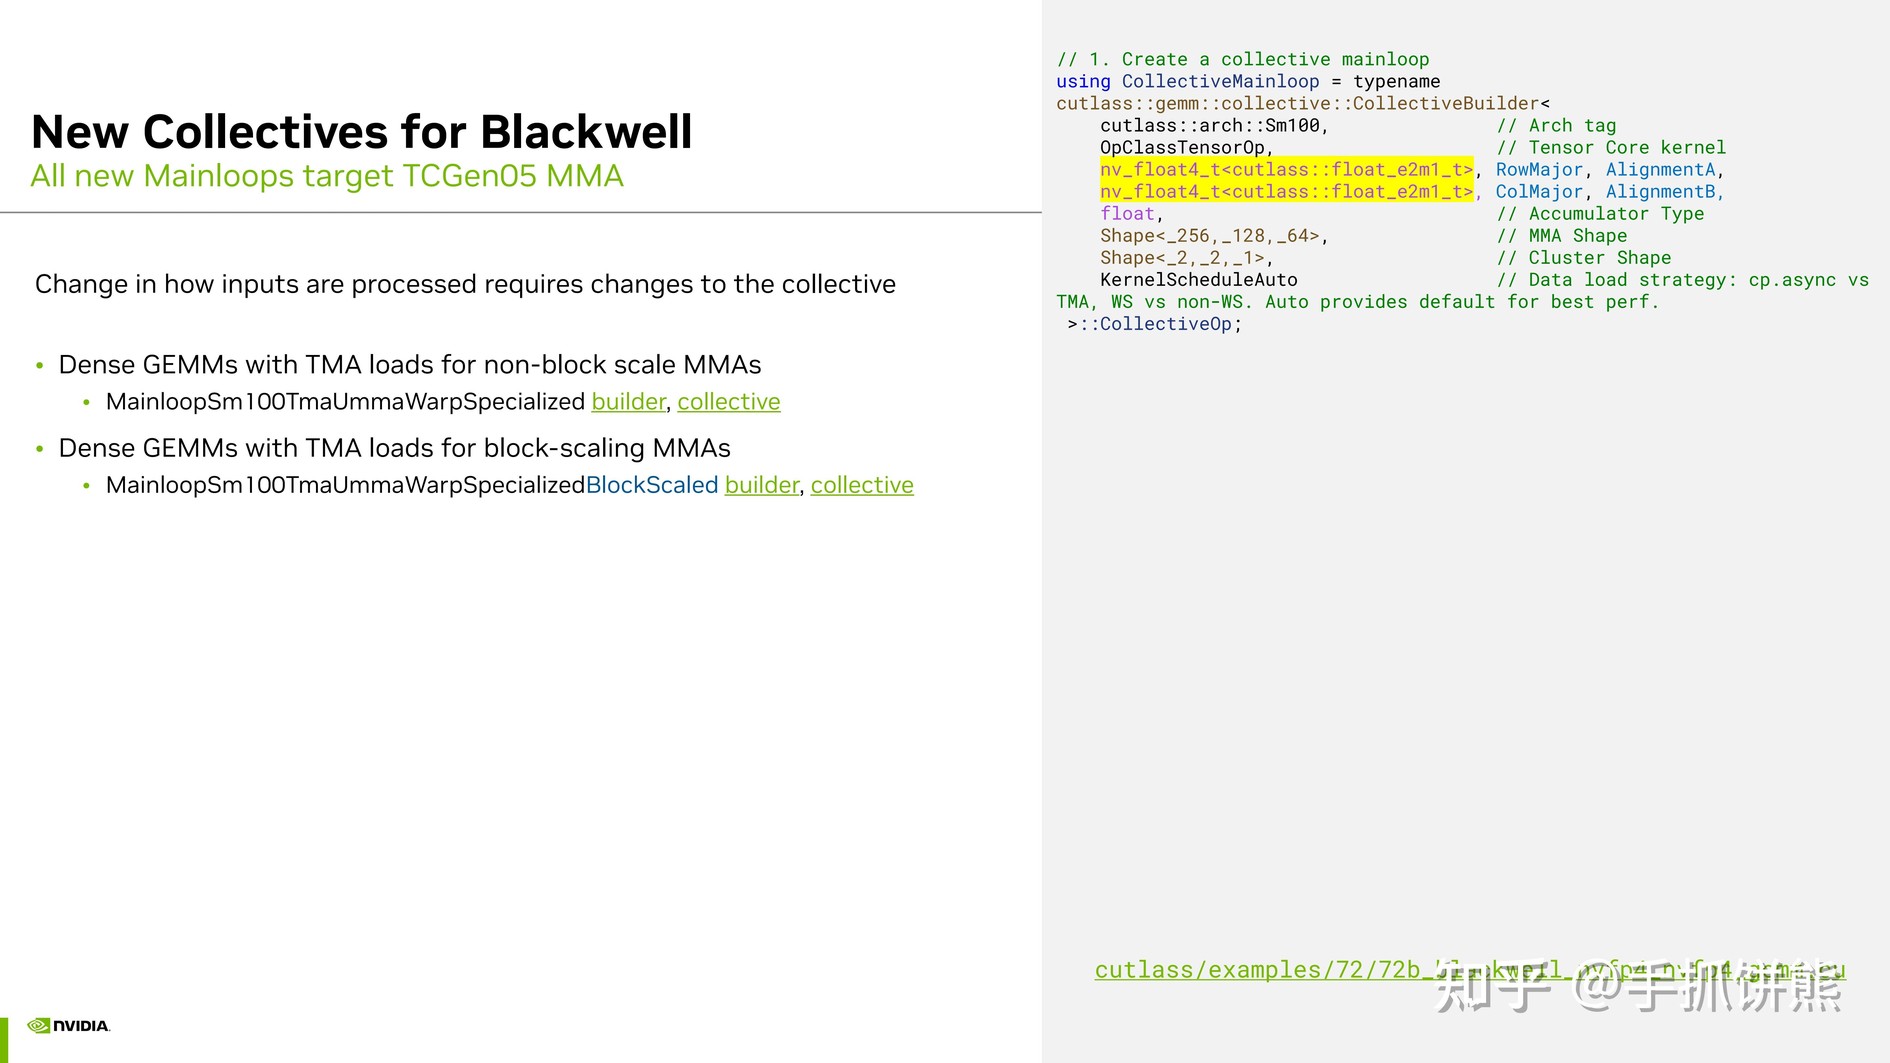 New Collectives for Blackwell
All new Mainloops target TCGen05 MMA
Change in how inputs are processed requires changes to the collective
• Dense GEMMs with TMA loads for non-block scale MMAs
• MainloopSm100TmaUmmaWarpSpecialized builder, collective
• Dense GEMMs with TMA loads for block-scaling MMAs
• MainloopSm100TmaUmmaWarpSpecializedBlockScaled builder, collective
// 1. Create a collective mainloop
using CollectiveMainloop = typename
cutlass::gemm::collective::CollectiveBuilder<
cutlass::arch::Sm100, // Arch tag
OpClassTensorOp, // Tensor Core kernel
nv_float4_t<cutlass::float_e2m1_t>, RowMajor, AlignmentA,
nv_float4_t<cutlass::float_e2m1_t>, ColMajor, AlignmentB,
float, // Accumulator Type
Shape<_256,_128,_64>, // MMA Shape
Shape<_2,_2,_1>, // Cluster Shape
KernelScheduleAuto // Data load strategy: cp.async vs
TMA, WS vs non-WS. Auto provides default for best perf.
>::CollectiveOp;
cutlass/examples/72/72b_blackwell_nvfp4_nvfp4_gemm.cu
知乎 @手抓饼熊
NVIDIA.